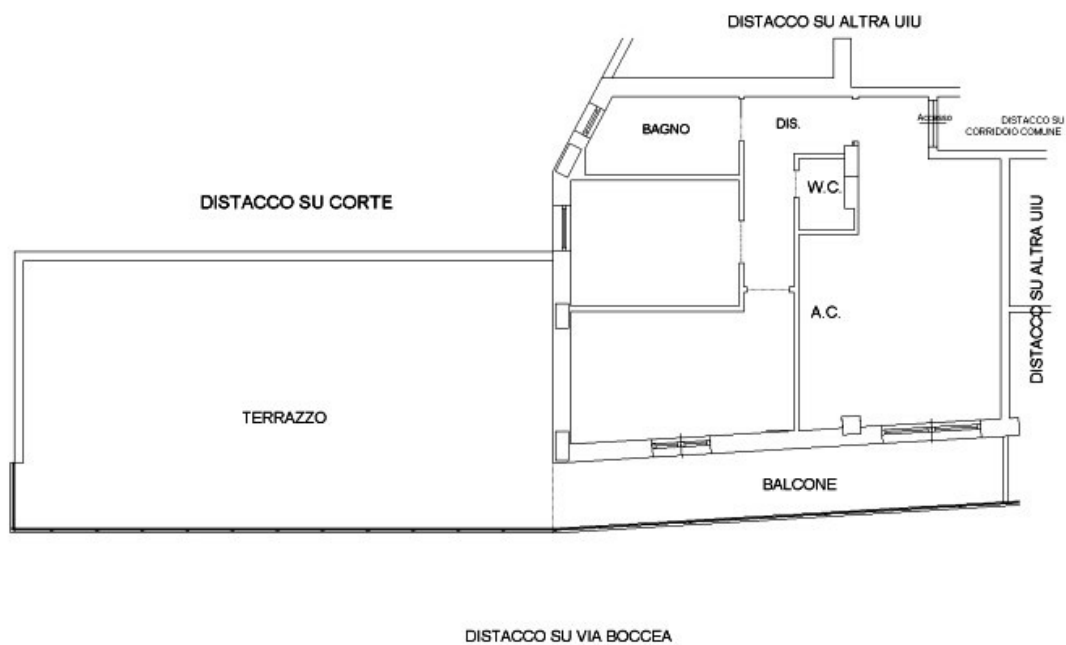 DISTACCO SU ALTRA UIU
BAGNO
DIS.
Accesso
DISTACCO SU
CORRIDOIO COMUNE
W.C.
DISTACCO SU CORTE
DISTACCO SU ALTRA UIU
A.C.
TERRAZZO
BALCONE
DISTACCO SU VIA BOCCEA